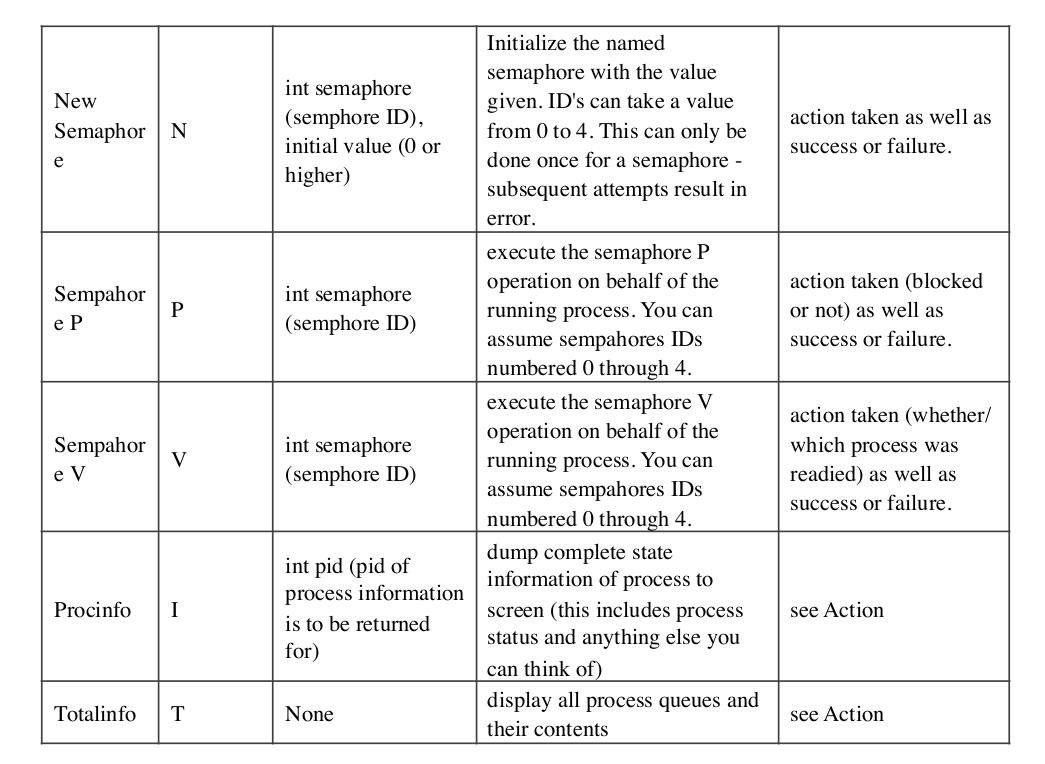 New
Semaphor
e
N
int semaphore
(semphore ID),
initial value (0 or
higher)
Initialize the named
semaphore with the value
given. ID's can take a value
from 0 to 4. This can only be
done once for a semaphore -
subsequent attempts result in
error.
action taken as well as
success or failure.
Sempahor
e P
P
int semaphore
(semphore ID)
execute the semaphore P
operation on behalf of the
running process. You can
assume sempahores IDs
numbered 0 through 4.
action taken (blocked
or not) as well as
success or failure.
Sempahor
e V
V
int semaphore
(semphore ID)
execute the semaphore V
operation on behalf of the
running process. You can
assume sempahores IDs
numbered 0 through 4.
action taken (whether/
which process was
readied) as well as
success or failure.
Procinfo
I
int pid (pid of
process information
is to be returned
for)
dump complete state
information of process to
screen (this includes process
status and anything else you
can think of)
see Action
Totalinfo
T
None
display all process queues and
their contents
see Action